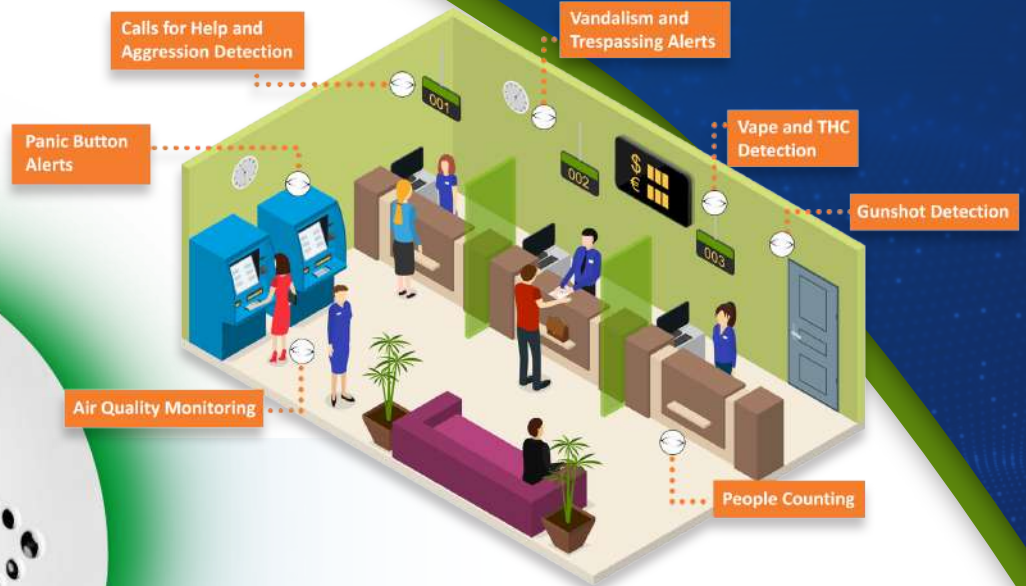 Calls for Help and
Aggression Detection
Vandalism and
Trespassing Alerts
Panic Button
Alerts
Vape and THC
Detection
Gunshot Detection
Air Quality Monitoring
People Counting
001
002
003
$
€